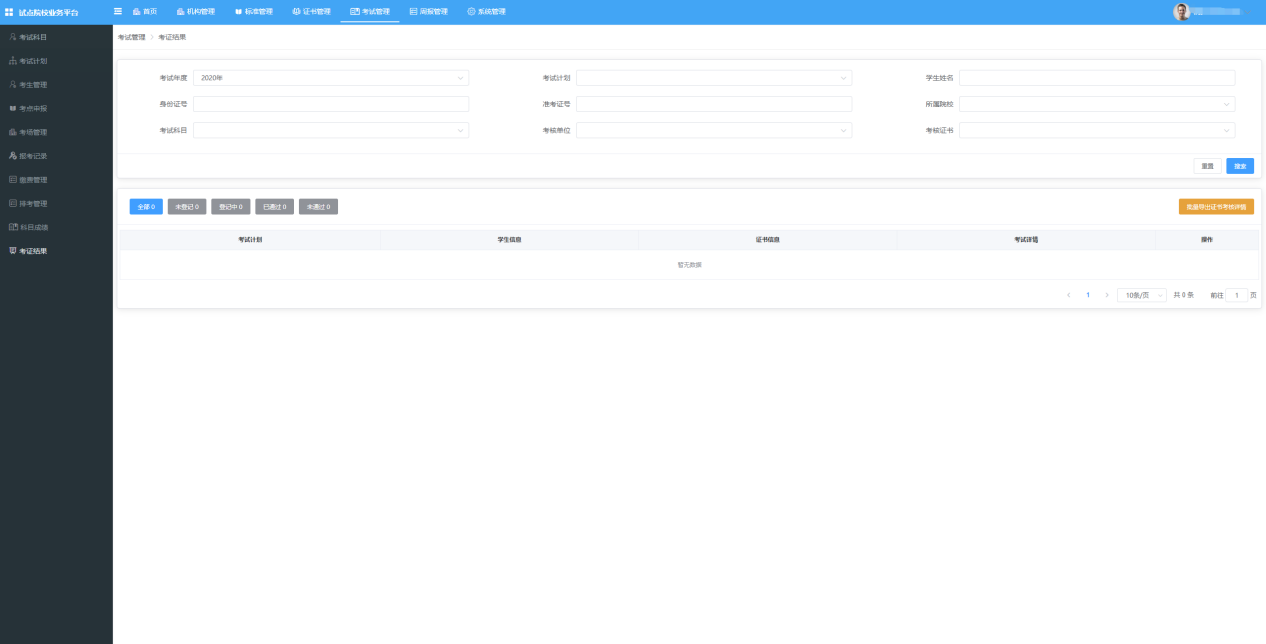 试点院校业务平台
首页 机构管理 标准管理 证书管理 考试管理 周报管理 系统管理
考试科目
考试计划
考生管理
考点申报
考场管理
报考记录
缴费管理
排考管理
科目成绩
考证结果
考试管理 > 考证结果
考试年度 2020年 考试计划 学生姓名
身份证号 准考证号 所属院校
考试科目 考核单位 考核证书
重置 搜索
全部 0 未登记 0 登记中 0 已通过 0 未通过 0 批量导出证书考核详情
考试计划 学生信息 证书信息 考试详情 操作
暂无数据
< 1 > 10条/页 共 0 条 前往 1 页